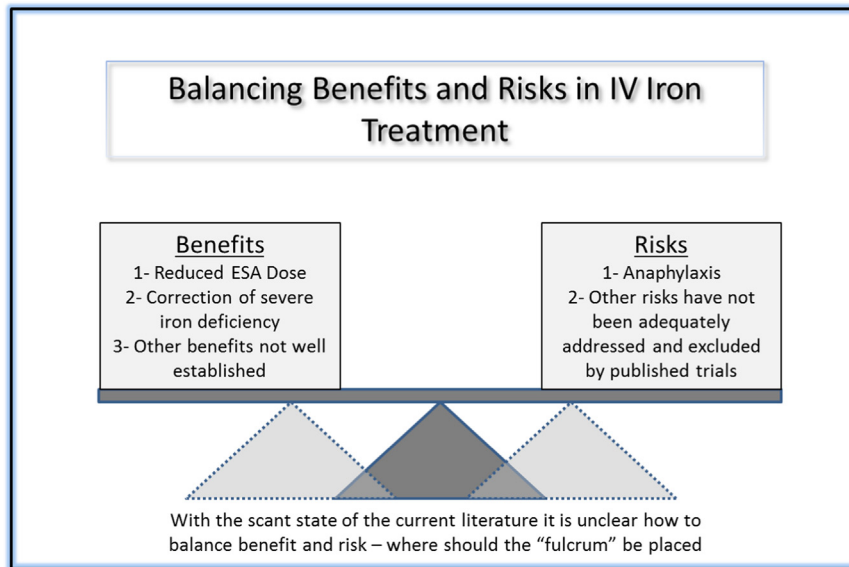 Balancing Benefits and Risks in IV Iron
Treatment
Benefits
1- Reduced ESA Dose
2- Correction of severe
iron deficiency
3- Other benefits not well
established
Risks
1- Anaphylaxis
2- Other risks have not
been adequately
addressed and excluded
by published trials
With the scant state of the current literature it is unclear how to
balance benefit and risk – where should the “fulcrum” be placed